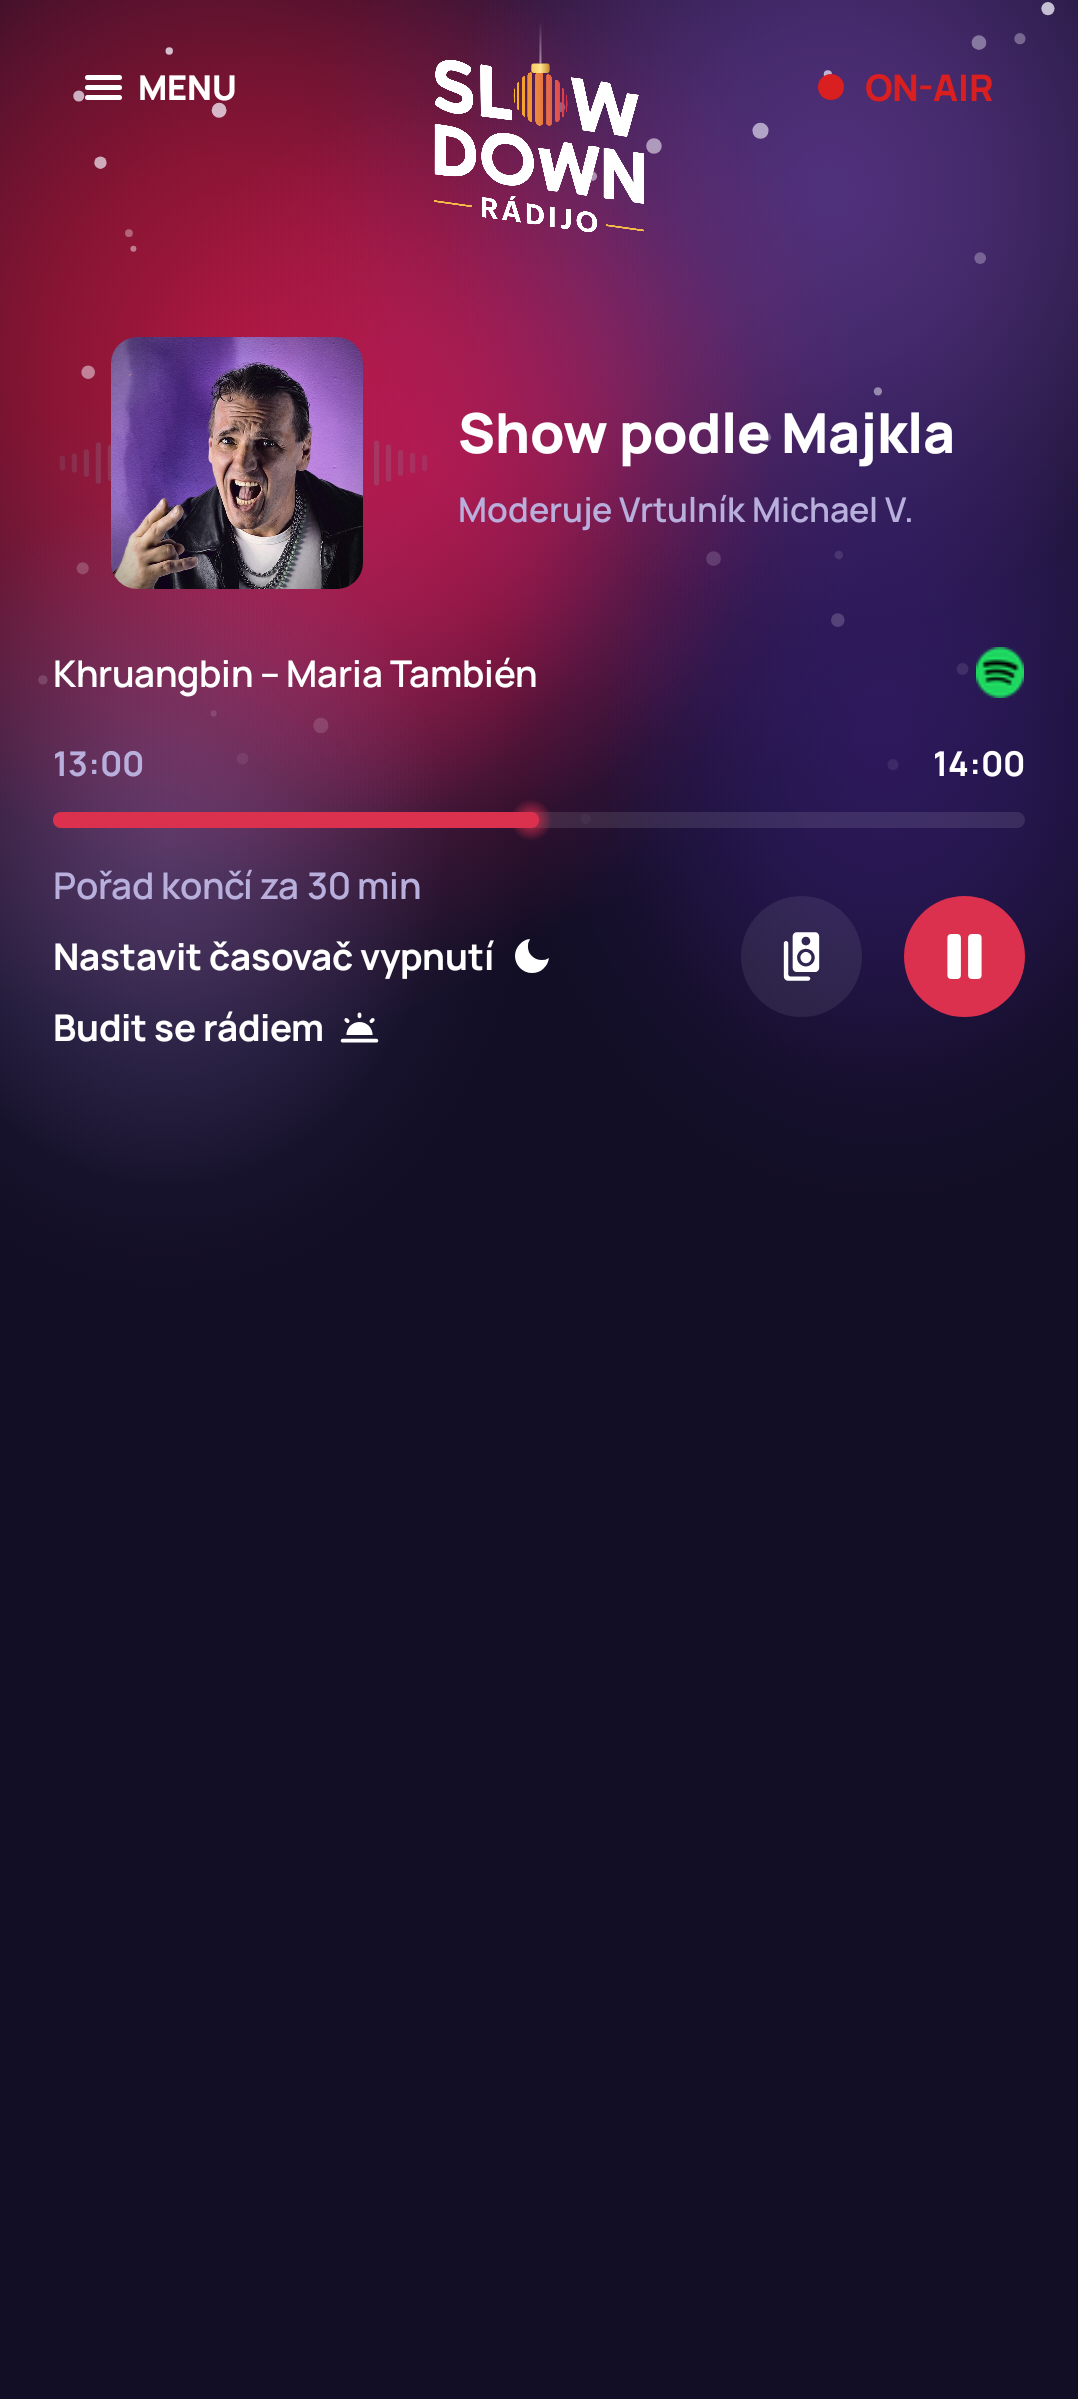 MENU
SLOW
DOWN
RÁDIJO
ON-AIR
Show podle Majkla
Moderuje Vrtulník Michael V.
Khruangbin – Maria También
13:00
14:00
Pořad končí za 30 min
Nastavit časovač vypnutí
Budit se rádiem